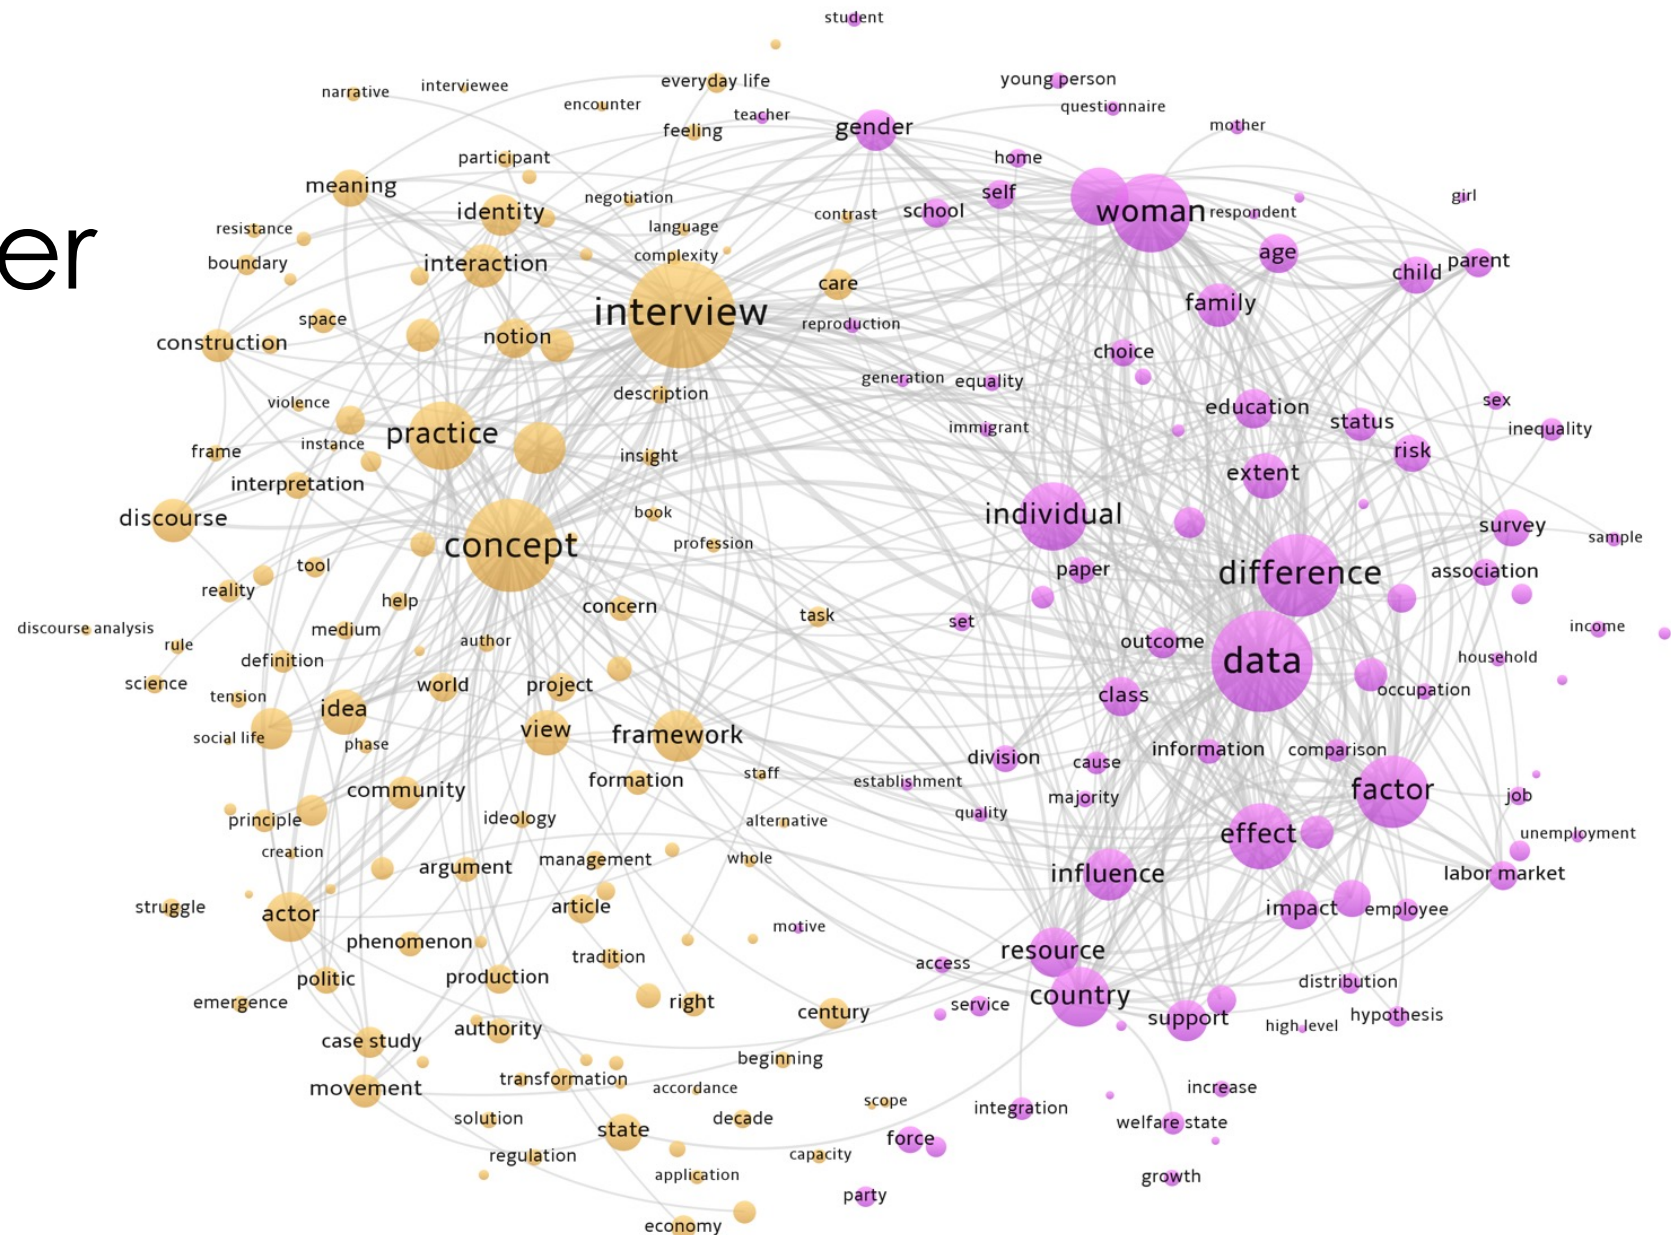 student
everyday life
young person
interviewee
narrative
encounter
questionnaire
teacher
mother
gender
feeling
participant
home
meaning
self
girl
negotiation
identity
school
woman
respondent
contrast
language
resistance
er
complexity
age
parent
boundary
interaction
child
care
family
interview
space
reproduction
notion
construction
choice
generation
equality
description
sex
violence
education
status
immigrant
inequality
practice
instance
risk
frame
insight
extent
interpretation
book
individual
discourse
survey
sample
profession
concept
tool
paper
difference
association
reality
help
concern
task
set
income
discourse analysis
medium
author
outcome
rule
household
definition
data
science
world
project
occupation
tension
class
idea
view
framework
social life
phase
information
comparison
division
cause
staff
formation
establishment
community
factor
majority
job
quality
principle
ideology
alternative
effect
unemployment
creation
management
whole
argument
influence
labor market
struggle
actor
article
impact
employee
motive
phenomenon
resource
tradition
access
politic
production
distribution
country
emergence
right
service
century
support
hypothesis
high level
authority
case study
beginning
transformation
movement
accordance
increase
scope
integration
solution
decade
welfare state
state
force
regulation
capacity
application
growth
party
economy